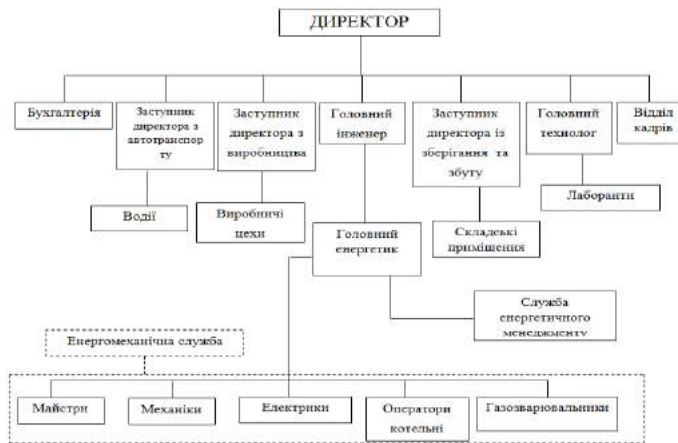 ДИРЕКТОР
Бухгалтерія
Заступник
директора з
автотранспор
ту
Заступник
директора з
виробництва
Головний
інженер
Заступник
директора із
зберігання та
збуту
Головний
технолог
Відділ
кадрів
Водії
Виробничі
цехи
Головний
енергетик
Складські
приміщення
Лаборанти
Служба
енергетичного
менеджменту
Енергомеханічна служба
Майстри
Механіки
Електрики
Оператори
котельні
Газозварювальники